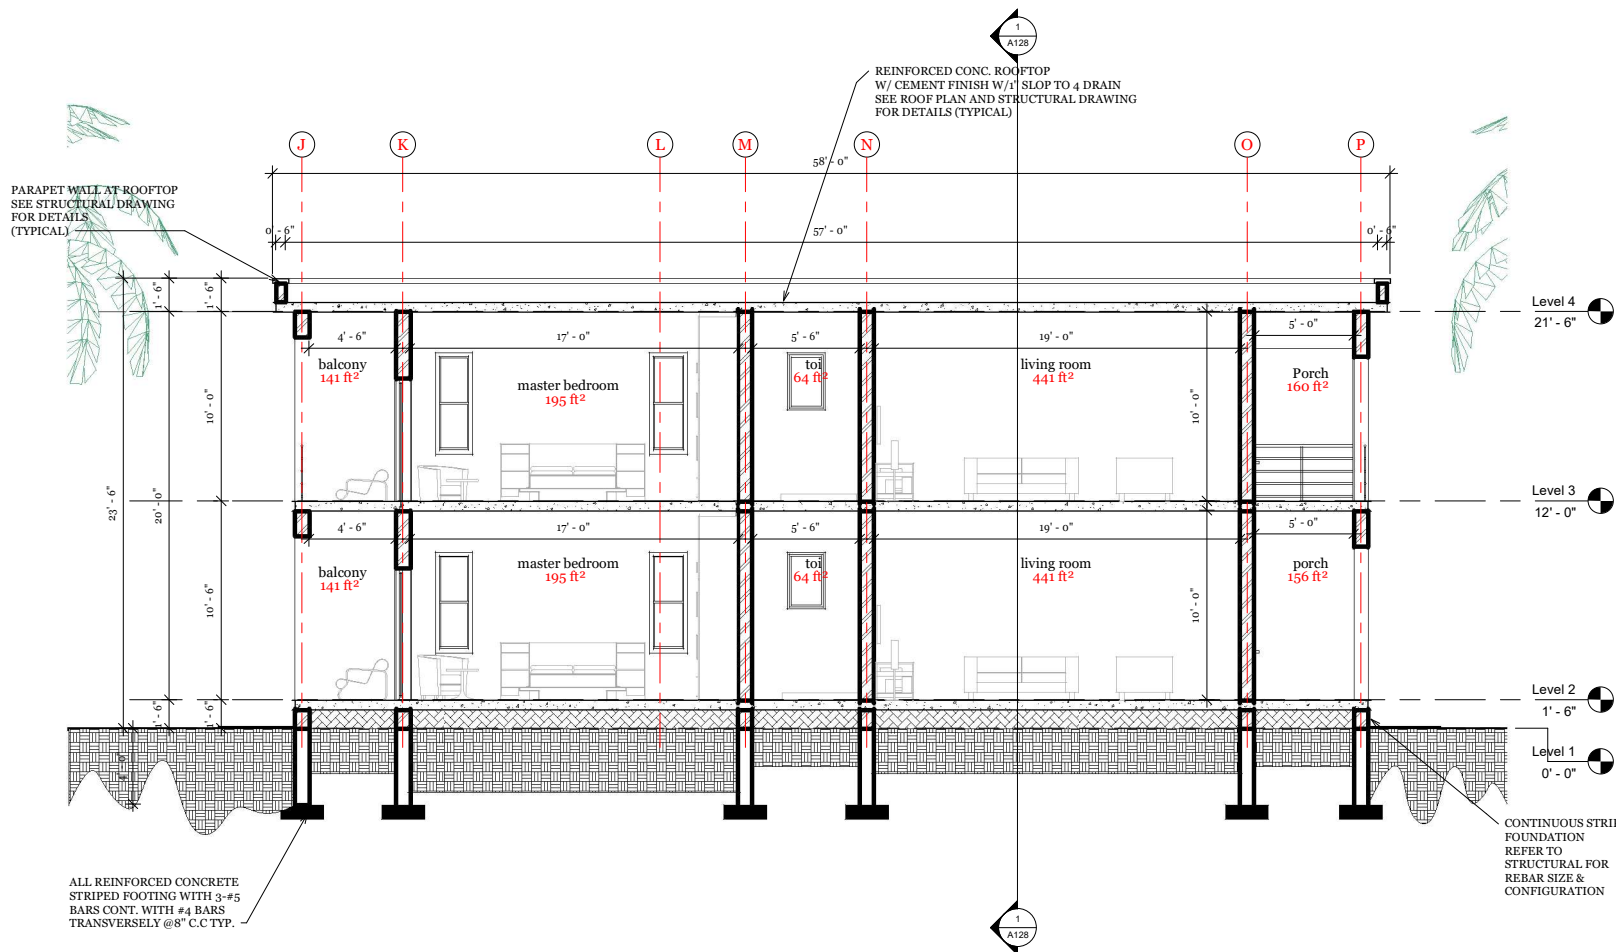 1
A128
REINFORCED CONC. ROOFTOP
W/ CEMENT FINISH W/1" SLOP TO 4 DRAIN
SEE ROOF PLAN AND STRUCTURAL DRAWING
FOR DETAILS (TYPICAL)
J K L M N O P
58' - 0"
PARAPET WALL AT ROOFTOP
SEE STRUCTURAL DRAWING
FOR DETAILS
(TYPICAL)
0' - 6" 57' - 0" 0' - 6"
1' - 6" 1' - 6"
Level 4
21' - 6"
4' - 6" 17' - 0" 5' - 6" 19' - 0" 5' - 0"
balcony
141 ft²
master bedroom
195 ft²
toi
64 ft²
living room
441 ft²
Porch
160 ft²
10' - 0" 10' - 0"
23' - 6" 20' - 0"
Level 3
12' - 0"
4' - 6" 17' - 0" 5' - 6" 19' - 0" 5' - 0"
balcony
141 ft²
master bedroom
195 ft²
toi
64 ft²
living room
441 ft²
porch
156 ft²
10' - 6" 10' - 0"
Level 2
1' - 6"
1' - 6" 1' - 6"
4' - 0"
Level 1
0' - 0"
CONTINUOUS STRIP
FOUNDATION
REFER TO
STRUCTURAL FOR
REBAR SIZE &
CONFIGURATION
ALL REINFORCED CONCRETE
STRIPED FOOTING WITH 3-#5
BARS CONT. WITH #4 BARS
TRANSVERSELY @8" C.C TYP.
1
A128